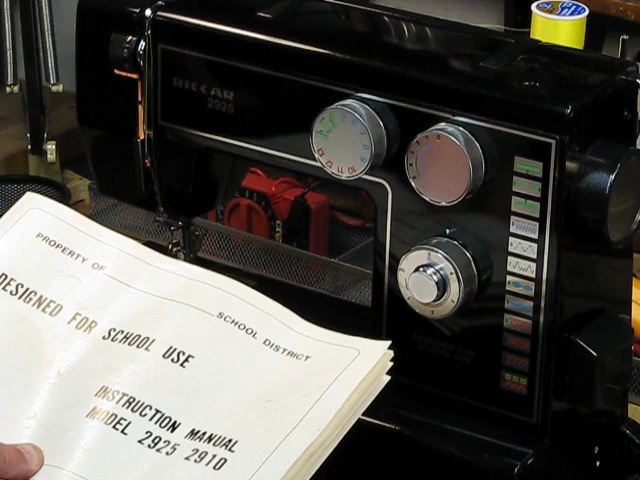 RICCAR
2925
PROPERTY OF
SCHOOL DISTRICT
DESIGNED FOR SCHOOL USE
INSTRUCTION MANUAL
MODEL 2925 2910